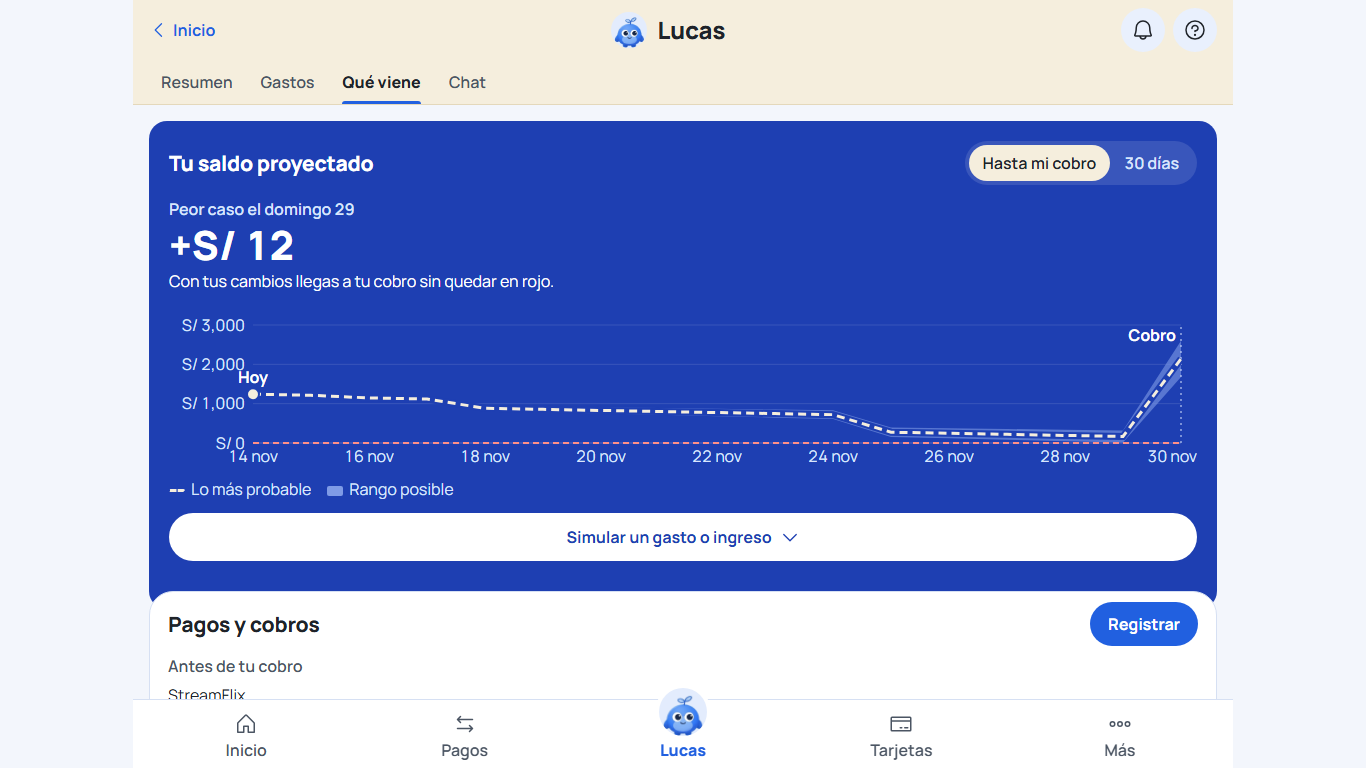 Inicio
Lucas
Resumen
Gastos
Qué viene
Chat
Tu saldo proyectado
Hasta mi cobro
30 días
Peor caso el domingo 29
+S/ 12
Con tus cambios llegas a tu cobro sin quedar en rojo.
S/ 3,000
Cobro
S/ 2,000
Hoy
S/ 1,000
S/ 0
14 nov
16 nov
18 nov
20 nov
22 nov
24 nov
26 nov
28 nov
30 nov
Lo más probable
Rango posible
Simular un gasto o ingreso
Pagos y cobros
Registrar
Antes de tu cobro
StreamFlix
Inicio
Pagos
Lucas
Tarjetas
Más